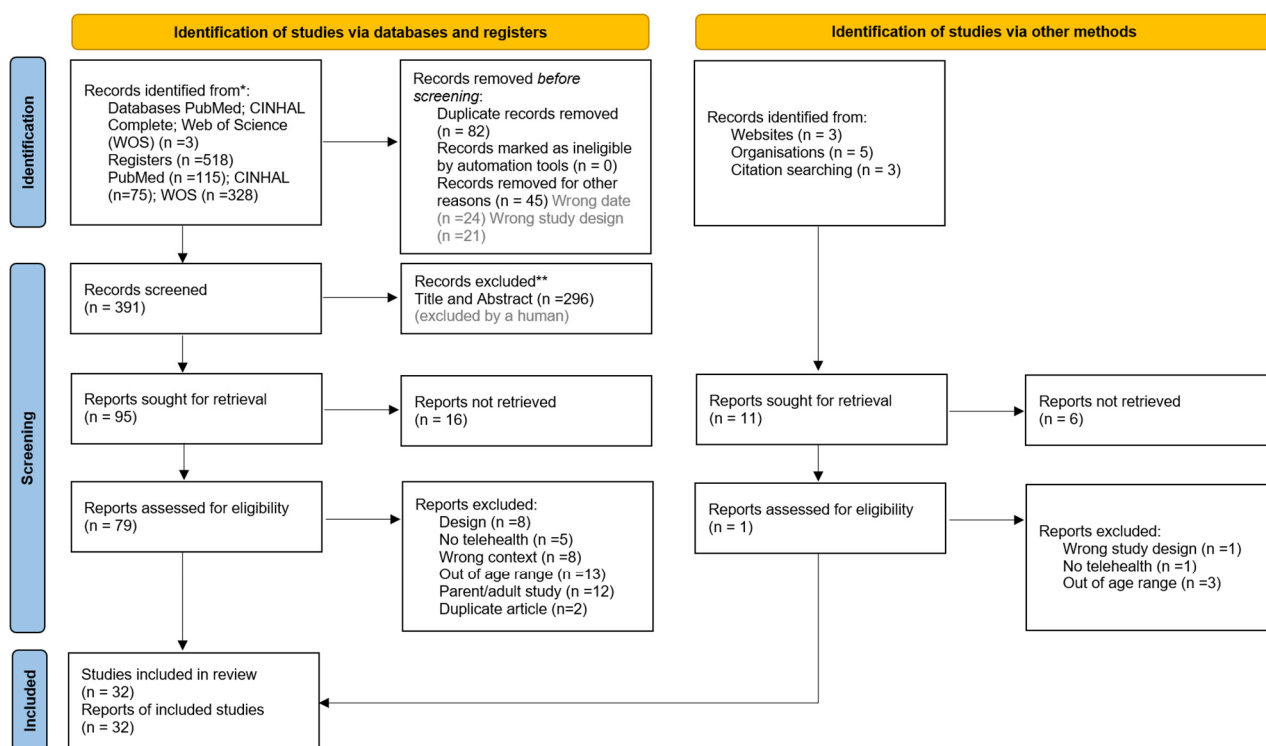 Identification of studies via databases and registers
Identification of studies via other methods
Identification
Records identified from*:
Databases PubMed; CINHAL
Complete; Web of Science
(WOS) (n =3)
Registers (n =518)
PubMed (n =115); CINHAL
(n=75); WOS (n =328)
Records removed before
screening:
Duplicate records removed
(n = 82)
Records marked as ineligible
by automation tools (n = 0)
Records removed for other
reasons (n = 45) Wrong date
(n =24) Wrong study design
(n =21)
Records identified from:
Websites (n = 3)
Organisations (n = 5)
Citation searching (n = 3)
Screening
Records screened
(n = 391)
Records excluded**
Title and Abstract (n =296)
(excluded by a human)
Reports sought for retrieval
(n = 95)
Reports not retrieved
(n = 16)
Reports sought for retrieval
(n = 11)
Reports not retrieved
(n = 6)
Reports assessed for eligibility
(n = 79)
Reports excluded:
Design (n =8)
No telehealth (n =5)
Wrong context (n =8)
Out of age range (n =13)
Parent/adult study (n =12)
Duplicate article (n=2)
Reports assessed for eligibility
(n = 1)
Reports excluded:
Wrong study design (n =1)
No telehealth (n =1)
Out of age range (n =3)
Included
Studies included in review
(n = 32)
Reports of included studies
(n = 32)